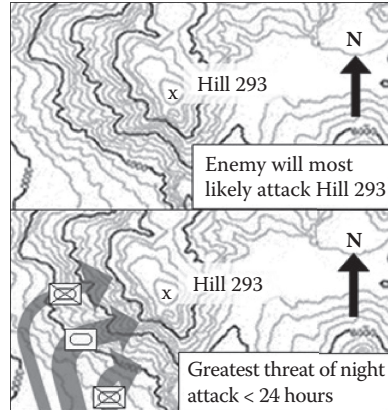 N
Hill 293
x
Enemy will most
likely attack Hill 293
N
Hill 293
x
Greatest threat of night
attack < 24 hours